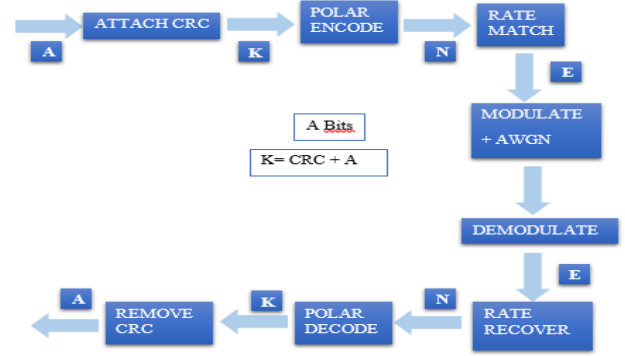 ATTACH CRC
POLAR
ENCODE
RATE
MATCH
A
K
N
E
MODULATE
+ AWGN
A Bits
K= CRC + A
DEMODULATE
E
A
K
N
REMOVE
CRC
POLAR
DECODE
RATE
RECOVER